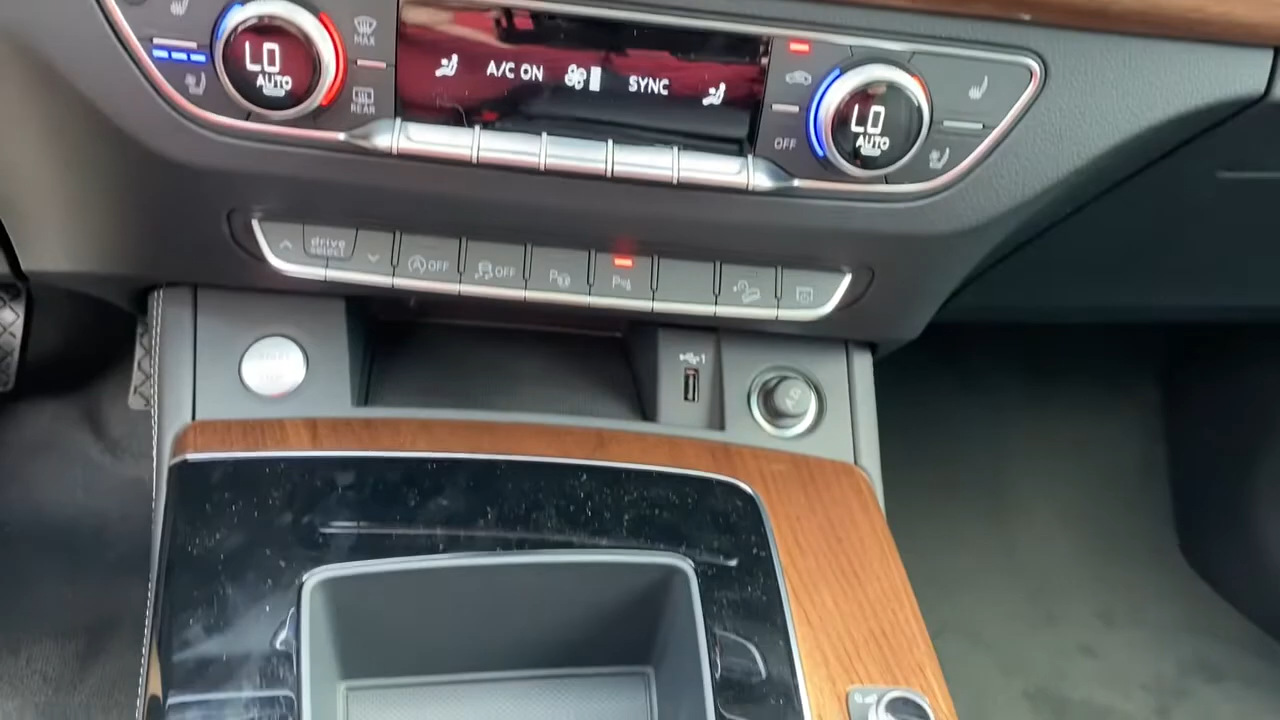 LO
AUTO
MAX
REAR
A/C ON
SYNC
LO
AUTO
OFF
drive
select
OFF
OFF
P
P
1